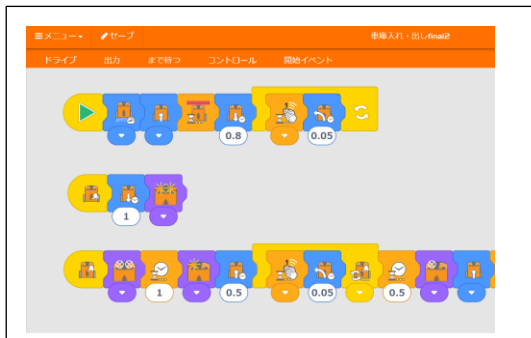 メニュー セーブ 車庫入れ・出しfinal2
ドライブ 出力 まで待つ コントロール 開始イベント
0.8 0.05
1
1 0.5 0.05 0.5